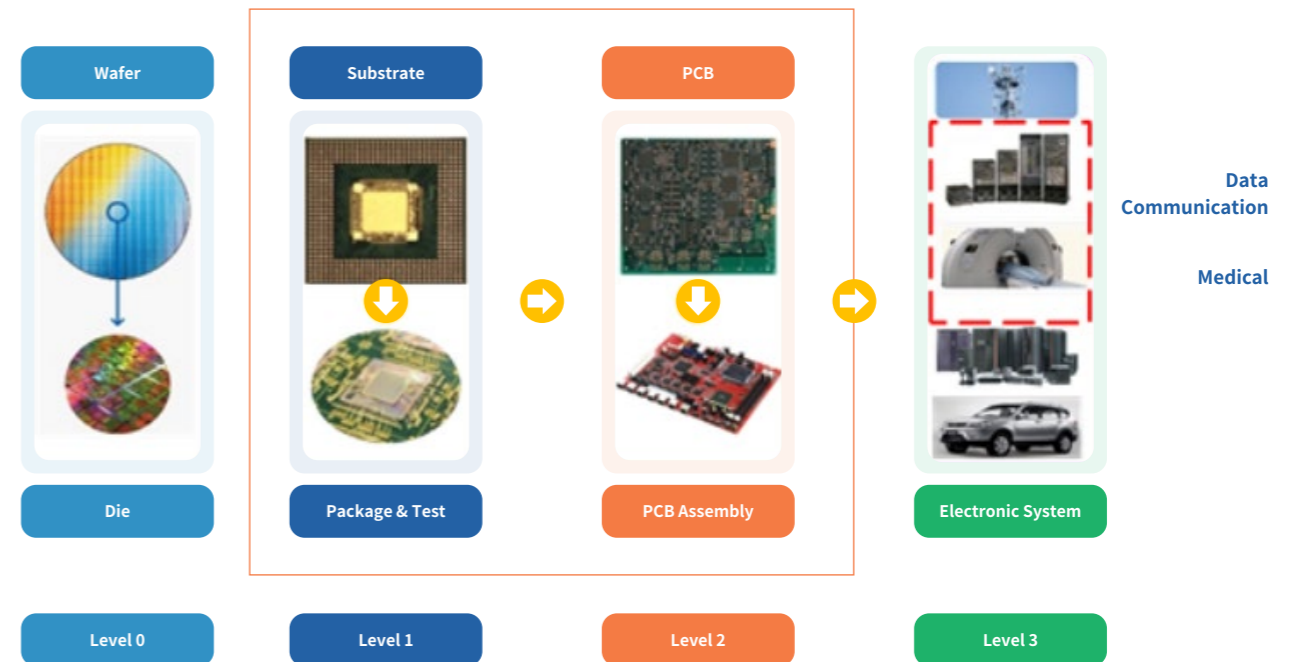 Wafer
Substrate
PCB
Data
Communication
Medical
Die
Package & Test
PCB Assembly
Electronic System
Level 0
Level 1
Level 2
Level 3